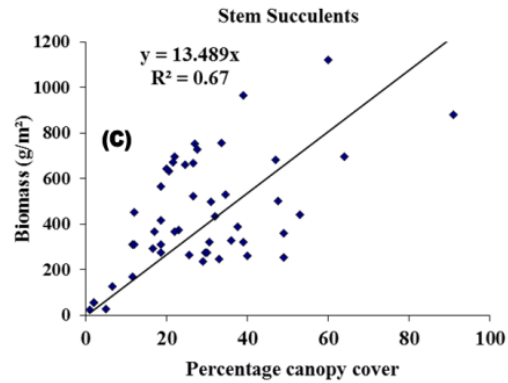 Stem Succulents
1200
y = 13.489x
R² = 0.67
1000
(C)
800
600
400
200
0
Biomass (g/m²)
0 20 40 60 80 100
Percentage canopy cover